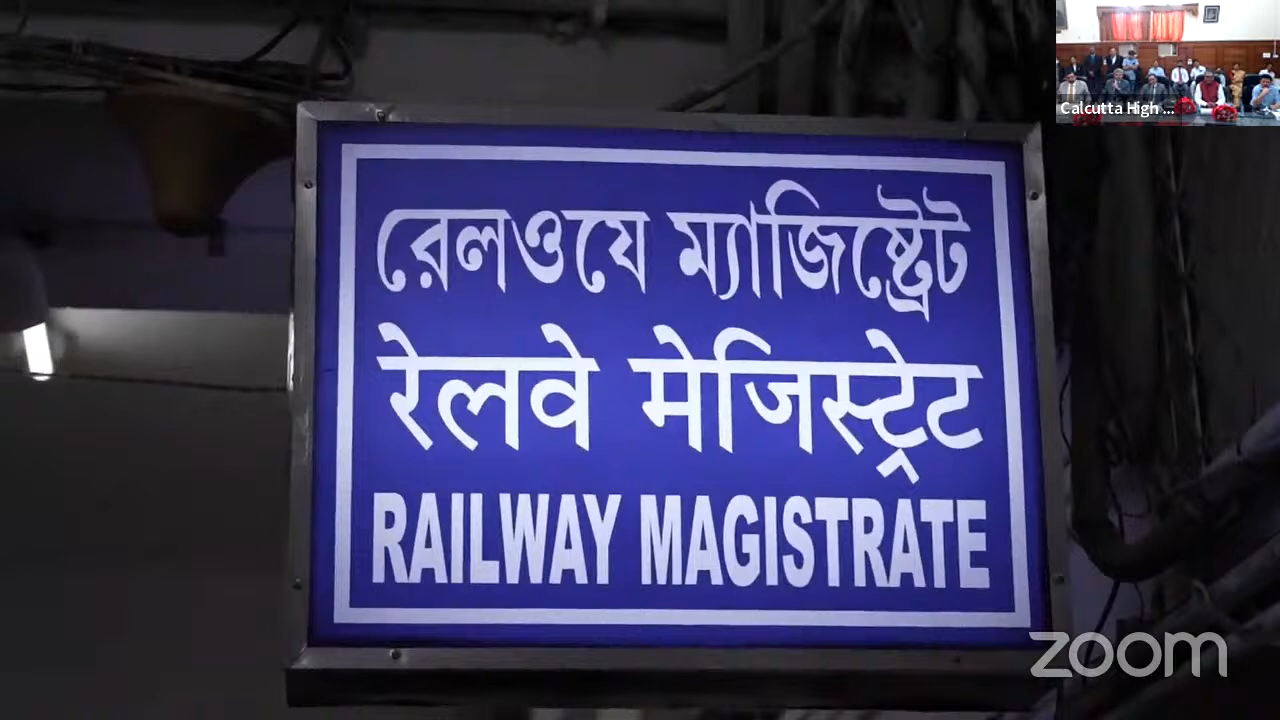 Calcutta High ...
রেলওযে ম্যাজিষ্ট্রেট
रेलवे मेजिस्ट्रेट
RAILWAY MAGISTRATE
zoom